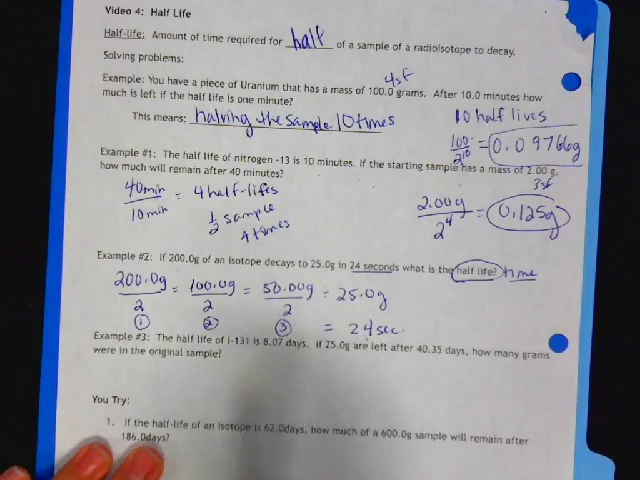 Video 4: Half Life
Half-life: Amount of time required for half of a sample of a radioisotope to decay.
Solving problems:
4sf
Example: You have a piece of Uranium that has a mass of 100.0 grams. After 10.0 minutes how
much is left if the half life is one minute?
10 half lives
This means: halving the sample 10 times
100.
2^10 = 0.09766g
Example #1: The half life of nitrogen -13 is 10 minutes. If the starting sample has a mass of 2.00 g,
how much will remain after 40 minutes?
3sf
40min
10min = 4 half-lifes
1/2 sample
4 times
2.00g
2^4 = 0.125g
Example #2: If 200.0g of an isotope decays to 25.0g in 24 seconds what is the half life? time
200.0g/2 = 100.0g/2 = 50.00g/2 = 25.0g
① ② ③ = 24sec.
Example #3: The half life of I-131 is 8.07 days. If 25.0g are left after 40.35 days, how many grams
were in the original sample?
You Try:
1. If the half-life of an isotope is 62.0days, how much of a 600.0g sample will remain after
186.0days?